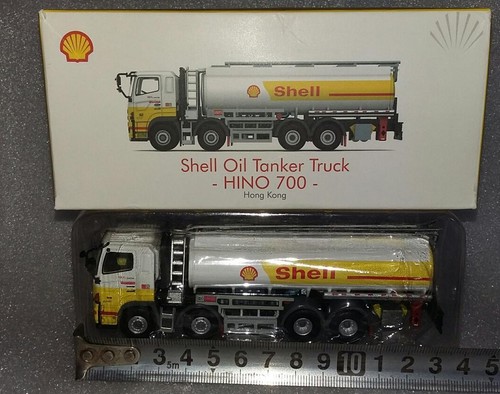 Shell
Shell Oil Tanker Truck
- HINO 700 -
Hong Kong
Shell
3 4 5 6 7 8 9 10 1 2 3 4 5
5m